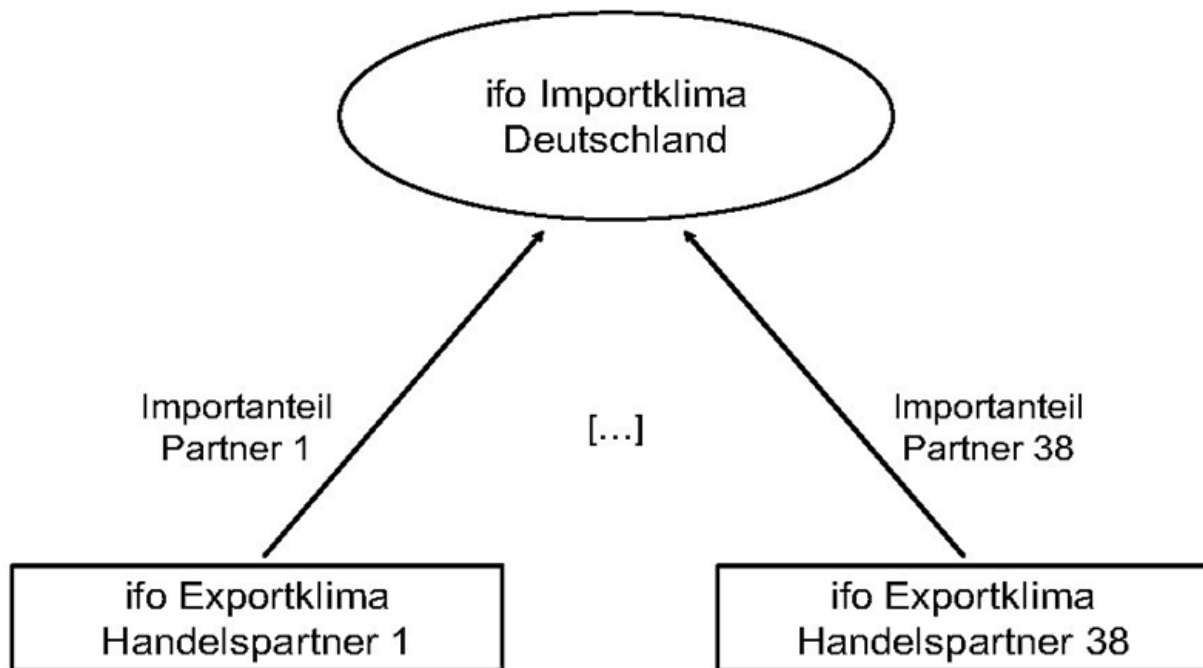 ifo Importklima
Deutschland
Importanteil
Partner 1
[...]
Importanteil
Partner 38
ifo Exportklima
Handelspartner 1
ifo Exportklima
Handelspartner 38